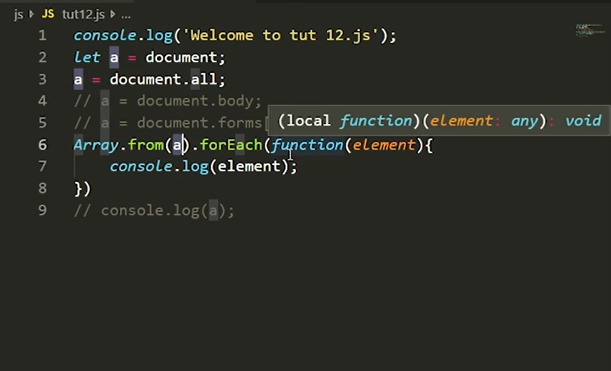 js JS tut12.js ...
1 console.log('Welcome to tut 12.js');
2 let a = document;
3 a = document.all;
4 // a = document.body;
5 // a = document.forms[
(local function)(element: any): void
6 Array.from(a).forEach(function(element){
7 console.log(element);
8 })
9 // console.log(a);